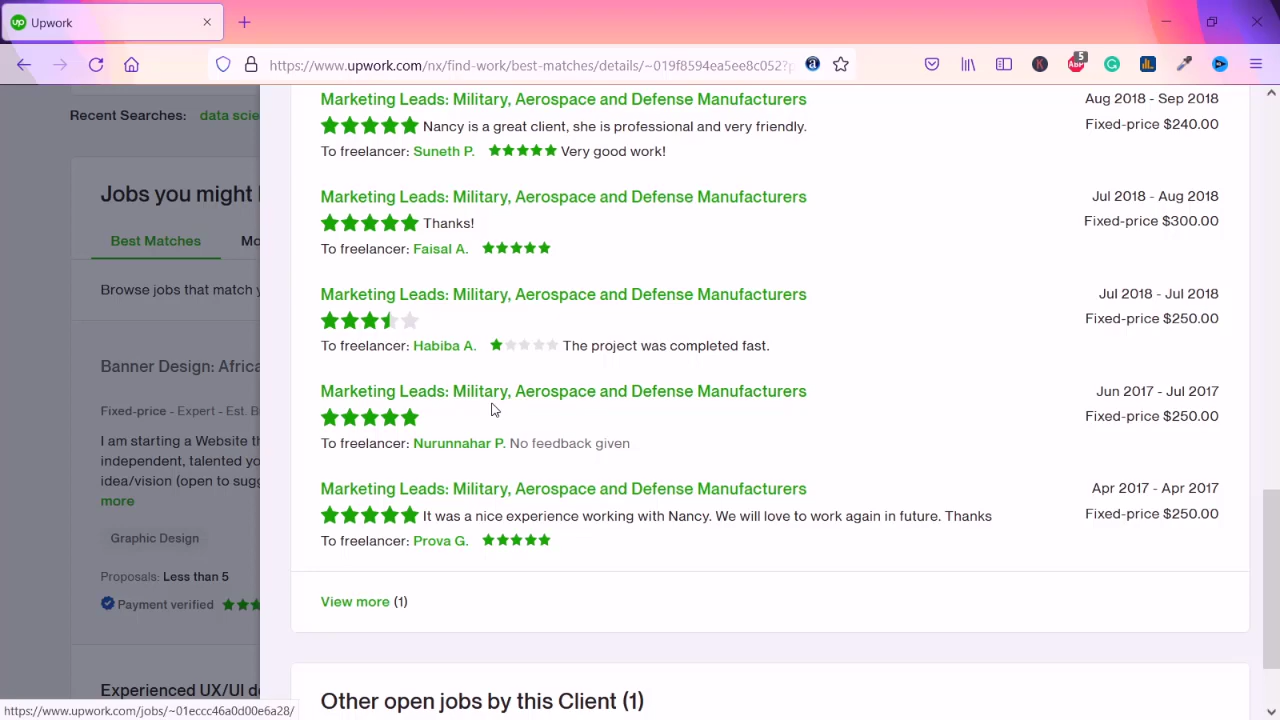 Upwork
https://www.upwork.com/nx/find-work/best-matches/details/~019f8594ea5ee8c052?p
5
Recent Searches: data scie
Jobs you might
Best Matches Mo
Browse jobs that match y
Banner Design: Africa
Fixed-price - Expert - Est. B
I am starting a Website th
independent, talented yo
idea/vision (open to sugg
more
Graphic Design
Proposals: Less than 5
Payment verified
Experienced UX/UI de
Marketing Leads: Military, Aerospace and Defense Manufacturers
Aug 2018 - Sep 2018
Nancy is a great client, she is professional and very friendly.
Fixed-price $240.00
To freelancer: Suneth P. Very good work!
Marketing Leads: Military, Aerospace and Defense Manufacturers
Jul 2018 - Aug 2018
Thanks!
Fixed-price $300.00
To freelancer: Faisal A.
Marketing Leads: Military, Aerospace and Defense Manufacturers
Jul 2018 - Jul 2018
Fixed-price $250.00
To freelancer: Habiba A. The project was completed fast.
Marketing Leads: Military, Aerospace and Defense Manufacturers
Jun 2017 - Jul 2017
Fixed-price $250.00
To freelancer: Nurunnahar P. No feedback given
Marketing Leads: Military, Aerospace and Defense Manufacturers
Apr 2017 - Apr 2017
It was a nice experience working with Nancy. We will love to work again in future. Thanks
Fixed-price $250.00
To freelancer: Prova G.
View more (1)
Other open jobs by this Client (1)
https://www.upwork.com/jobs/~01eccc46a0d00e6a28/